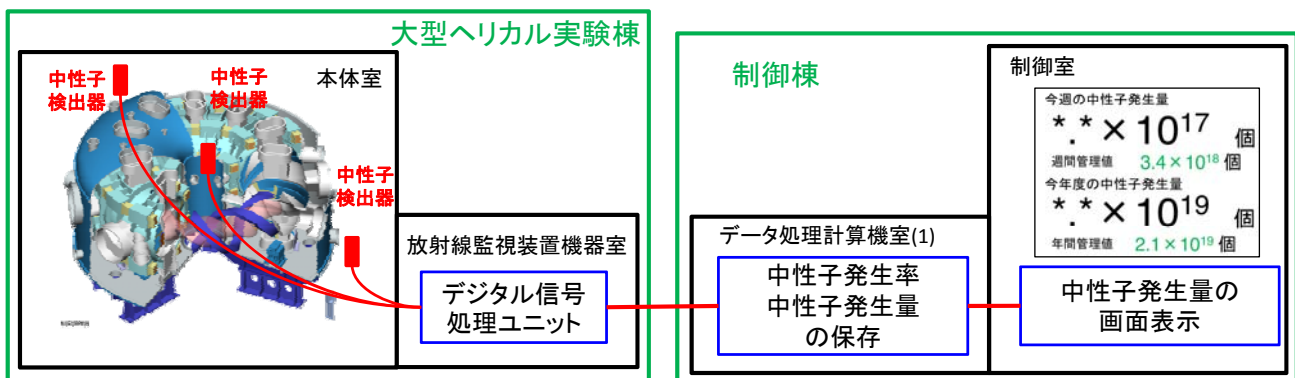 大型ヘリカル実験棟
本体室
中性子
検出器
中性子
検出器
中性子
検出器
放射線監視装置機器室
デジタル信号
処理ユニット
制御棟
データ処理計算機室(1)
中性子発生率
中性子発生量
の保存
制御室
今週の中性子発生量
*.* × 10¹⁷ 個
週間管理値 3.4 × 10¹⁸ 個
今年度の中性子発生量
*.* × 10¹⁹ 個
年間管理値 2.1 × 10¹⁹ 個
中性子発生量の
画面表示